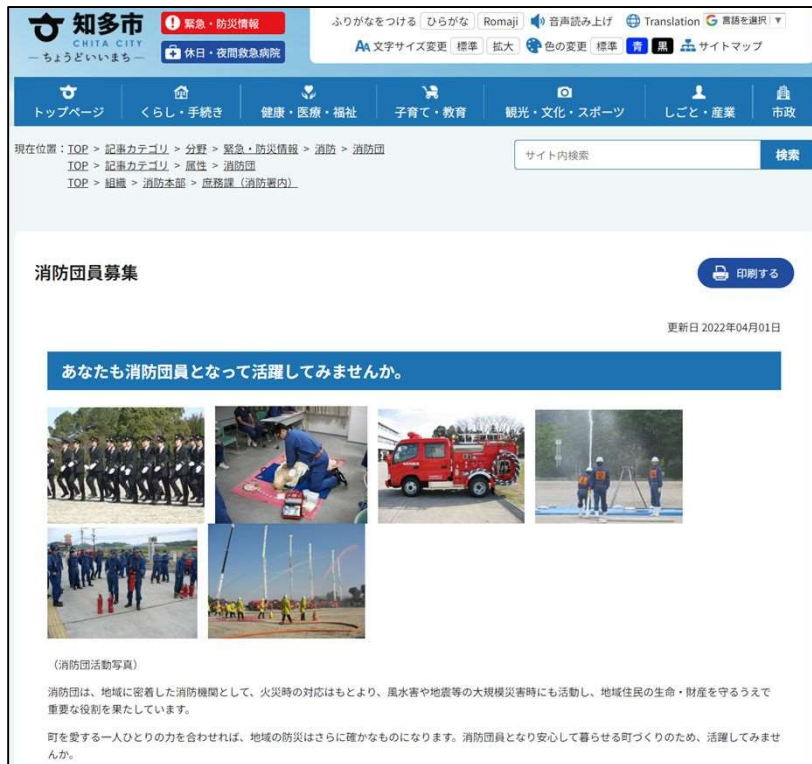 知多市
CHITA CITY
ちょうどいいまち
緊急・防災情報
休日・夜間救急病院
ふりがなをつける ひらがな Romaji 音声読み上げ Translation G 言語を選択 ▼
AA 文字サイズ変更 標準 拡大 色の変更 標準 青 黒 サイトマップ
トップページ くらし・手続き 健康・医療・福祉 子育て・教育 観光・文化・スポーツ しごと・産業 市政
現在位置：TOP > 記事カテゴリ > 分野 > 緊急・防災情報 > 消防 > 消防団
TOP > 記事カテゴリ > 属性 > 消防団
TOP > 組織 > 消防本部 > 庶務課（消防署内）
サイト内検索 検索
消防団員募集
印刷する
更新日 2022年04月01日
あなたも消防団員となって活躍してみませんか。
（消防団活動写真）
消防団は、地域に密着した消防機関として、火災時の対応はもとより、風水害や地震等の大規模災害時にも活動し、地域住民の生命・財産を守るうえで
重要な役割を果たしています。
町を愛する一人ひとりの力を合わせれば、地域の防災はさらに確かなものになります。消防団員となり安心して暮らせる町づくりのため、活躍してみませ
んか。